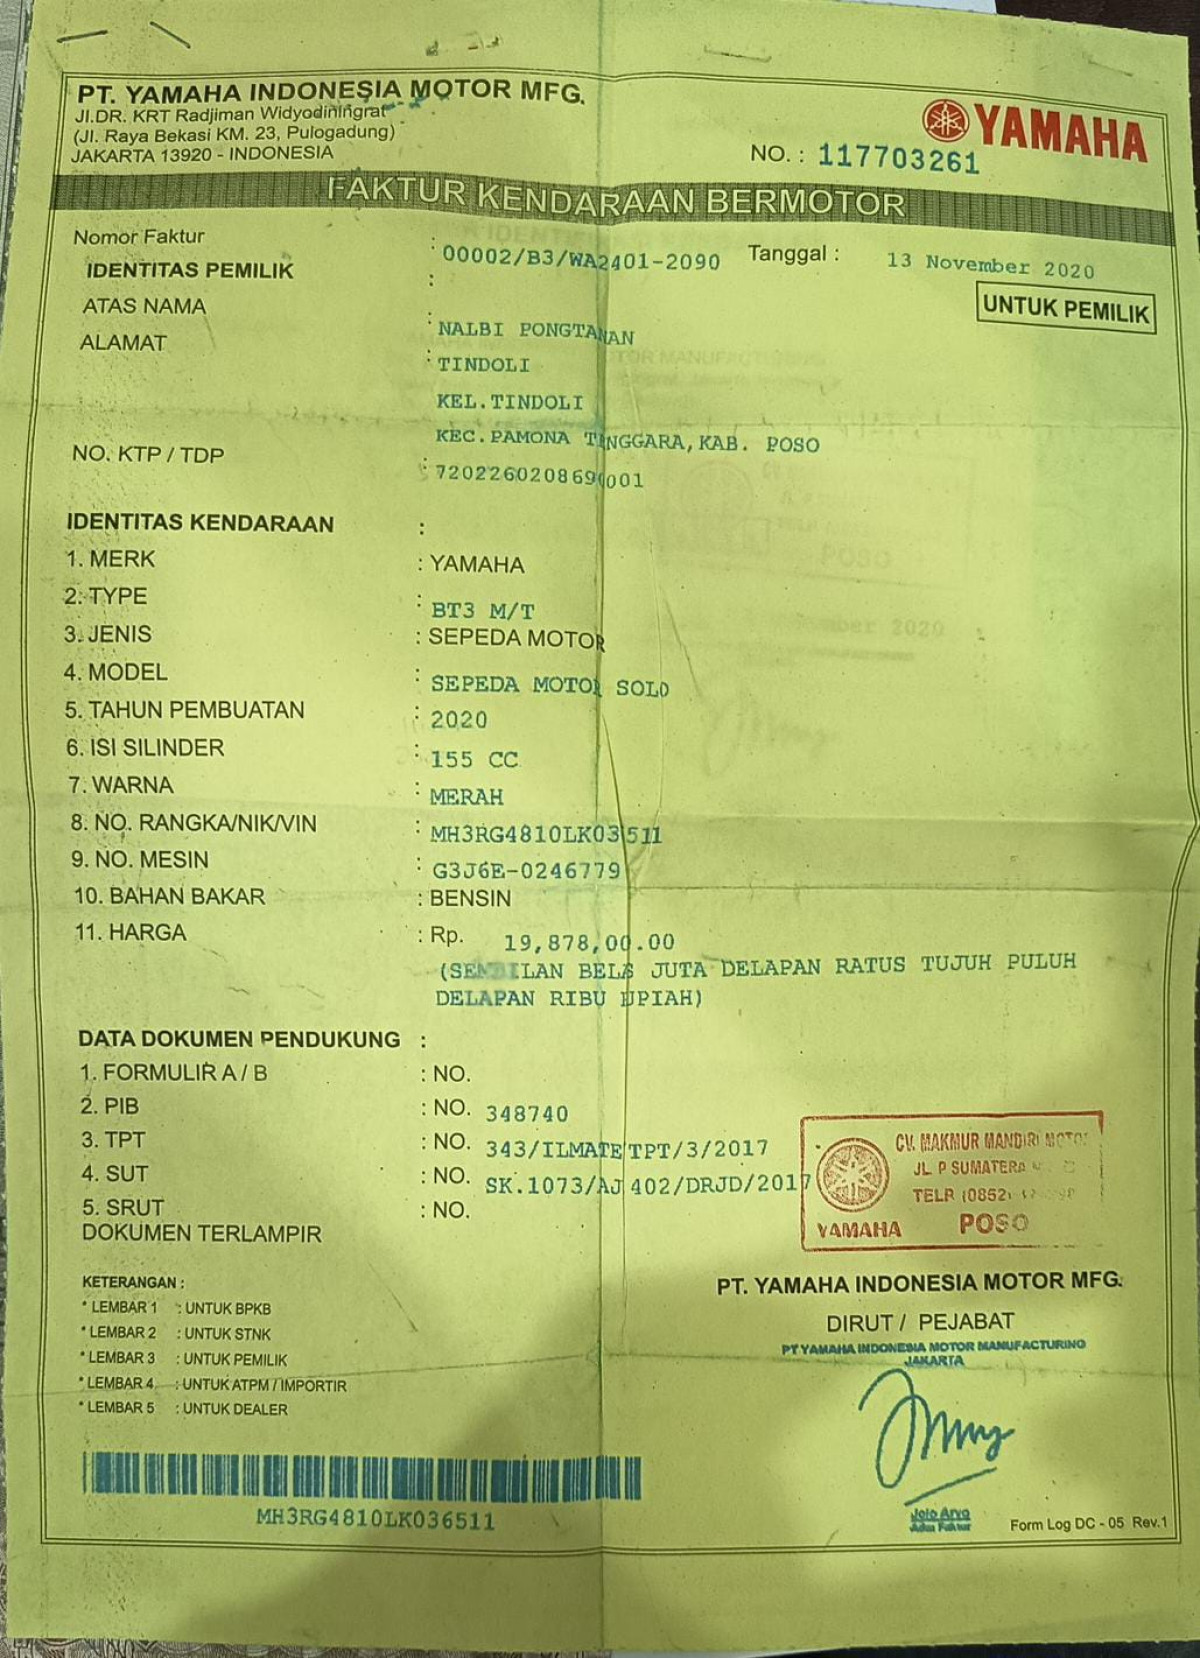 PT. YAMAHA INDONESIA MOTOR MFG.
Jl.DR. KRT Radjiman Widyodiningrat
(Jl. Raya Bekasi KM. 23, Pulogadung)
JAKARTA 13920 - INDONESIA
YAMAHA
NO. : 117703261
FAKTUR KENDARAAN BERMOTOR
Nomor Faktur : 00002/B3/WA2401-2090 Tanggal : 13 November 2020
IDENTITAS PEMILIK :
UNTUK PEMILIK
ATAS NAMA : NALBI PONGTANAN
ALAMAT : TINDOLI
KEL.TINDOLI
KEC.PAMONA TINGGARA,KAB. POSO
NO. KTP / TDP : 7202260208690001
IDENTITAS KENDARAAN :
1. MERK : YAMAHA
2. TYPE : BT3 M/T
3. JENIS : SEPEDA MOTOR
4. MODEL : SEPEDA MOTOR SOLO
5. TAHUN PEMBUATAN : 2020
6. ISI SILINDER : 155 CC
7. WARNA : MERAH
8. NO. RANGKA/NIK/VIN : MH3RG4810LK03 511
9. NO. MESIN : G3J6E-0246779
10. BAHAN BAKAR : BENSIN
11. HARGA : Rp. 19,878,00.00
(SEMBILAN BELS JUTA DELAPAN RATUS TUJUH PULUH
DELAPAN RIBU UPIAH)
DATA DOKUMEN PENDUKUNG :
1. FORMULIR A / B : NO.
2. PIB : NO. 348740
3. TPT : NO. 343/ILMATE TPT/3/2017
4. SUT : NO. SK.1073/AJ 402/DRJD/2017
5. SRUT : NO.
DOKUMEN TERLAMPIR
CV. MAKMUR MANDIRI MOTOR
JL. P SUMATERA
TELP (0852)
YAMAHA POSO
KETERANGAN :
* LEMBAR 1 : UNTUK BPKB
* LEMBAR 2 : UNTUK STNK
* LEMBAR 3 : UNTUK PEMILIK
* LEMBAR 4 : UNTUK ATPM / IMPORTIR
* LEMBAR 5 : UNTUK DEALER
PT. YAMAHA INDONESIA MOTOR MFG.
DIRUT / PEJABAT
PT YAMAHA INDONESIA MOTOR MANUFACTURING
JAKARTA
MH3RG4810LK036511
Form Log DC - 05 Rev.1